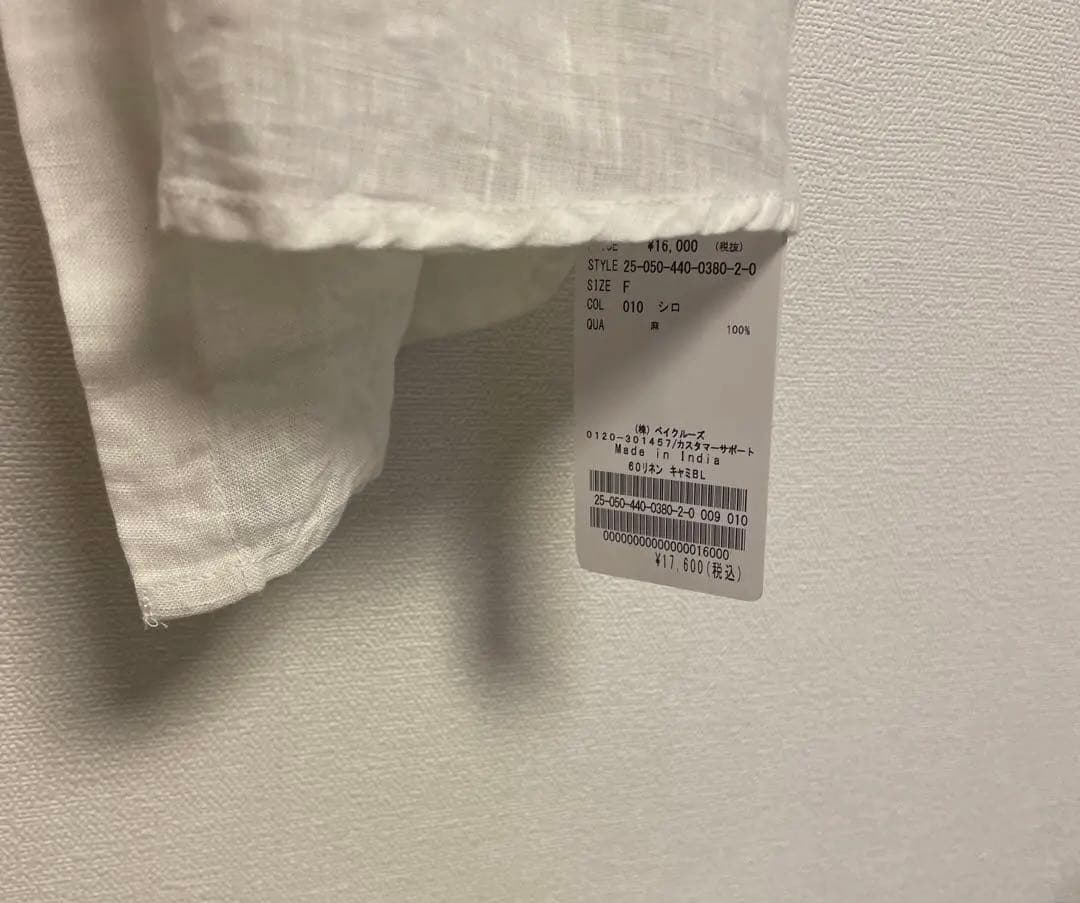 ¥16,000 (税抜)
STYLE 25-050-440-0380-2-0
SIZE F
COL 010 シロ
QUA 麻 100%
(株) ベイクルーズ
0120-301457/カスタマーサポート
Made in India
60リネン キャミBL
25-050-440-0380-2-0 009 010
0000000000000016000
¥17,600(税込)